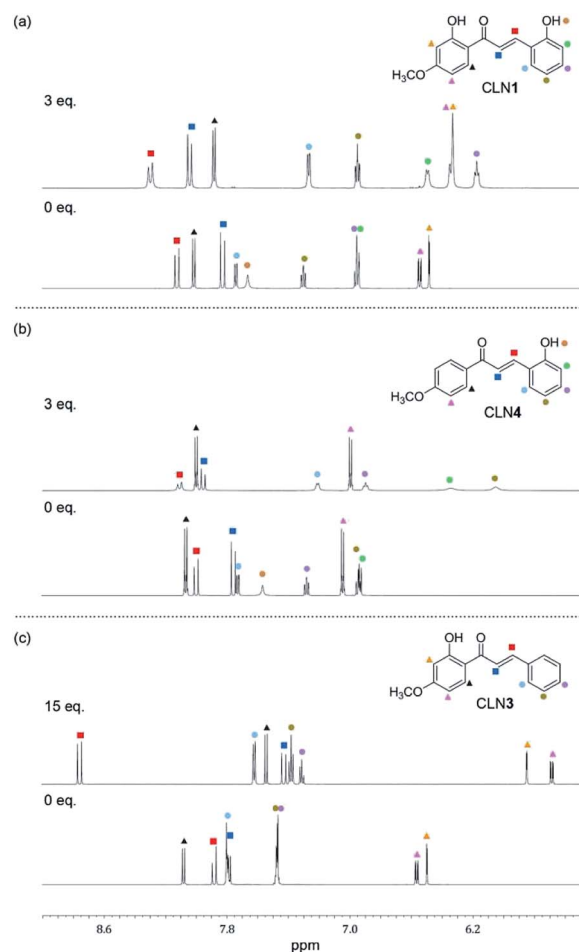 (a)
OH
O
OH
H₃CO
CLN1
3 eq.
0 eq.
(b)
O
OH
H₃CO
CLN4
3 eq.
0 eq.
(c)
OH
O
H₃CO
CLN3
15 eq.
0 eq.
8.6 7.8 7.0 6.2
ppm